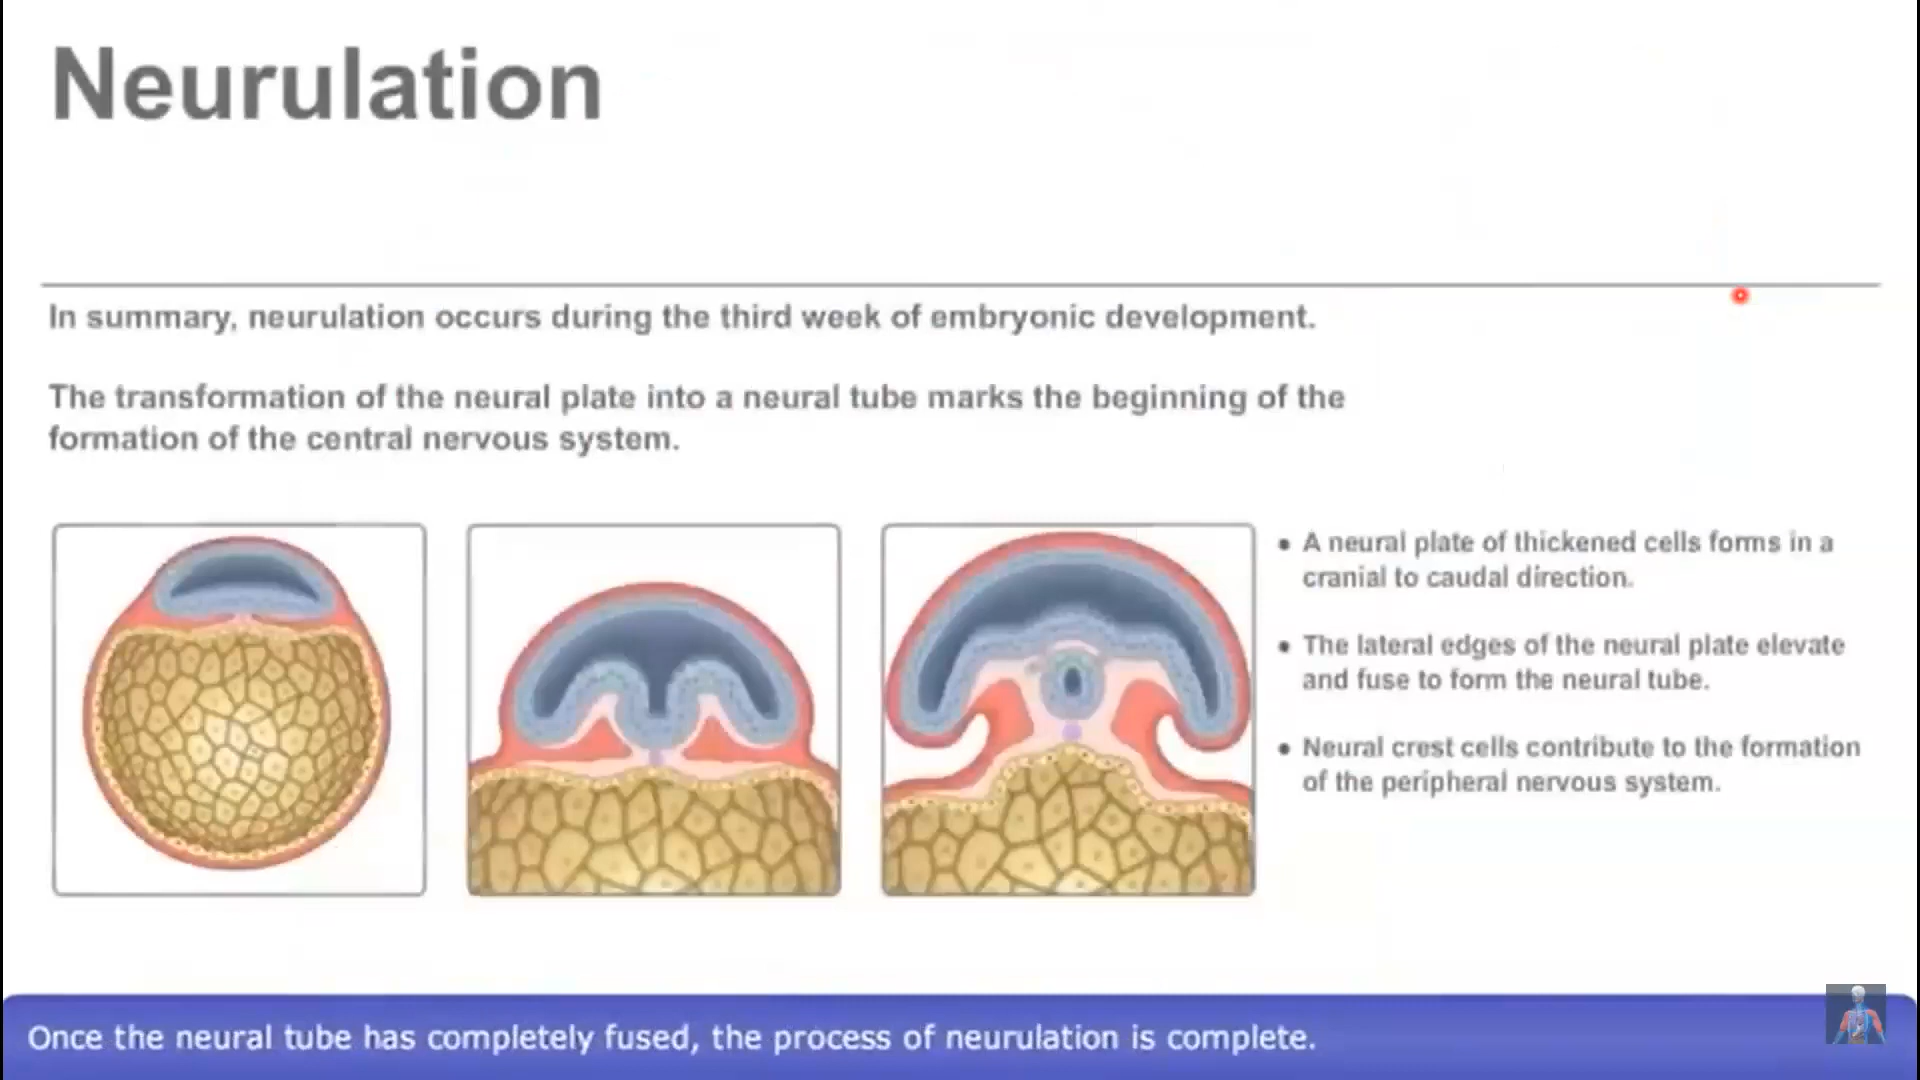 Neurulation
In summary, neurulation occurs during the third week of embryonic development.
The transformation of the neural plate into a neural tube marks the beginning of the
formation of the central nervous system.
• A neural plate of thickened cells forms in a
cranial to caudal direction.
• The lateral edges of the neural plate elevate
and fuse to form the neural tube.
• Neural crest cells contribute to the formation
of the peripheral nervous system.
Once the neural tube has completely fused, the process of neurulation is complete.